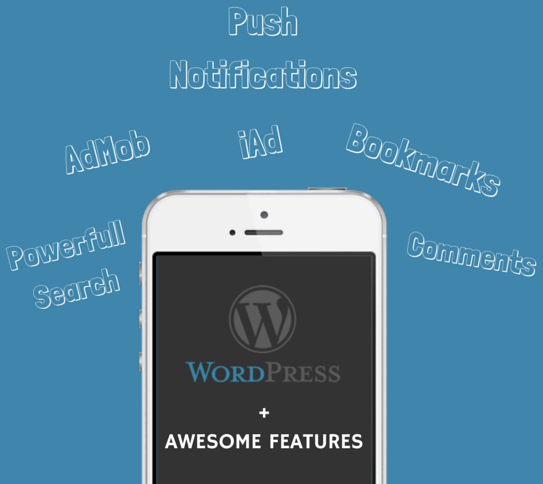 Push
Notifications
AdMob
iAd
Bookmarks
Powerfull
Search
Comments
WORDPRESS
+
AWESOME FEATURES